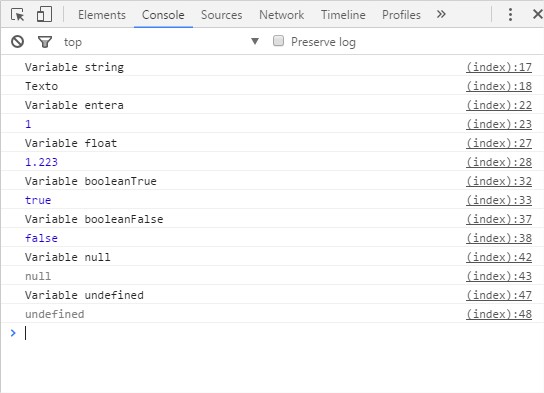 Elements Console Sources Network Timeline Profiles »
top Preserve log
Variable string (index):17
Texto (index):18
Variable entera (index):22
1 (index):23
Variable float (index):27
1.223 (index):28
Variable booleanTrue (index):32
true (index):33
Variable booleanFalse (index):37
false (index):38
Variable null (index):42
null (index):43
Variable undefined (index):47
undefined (index):48